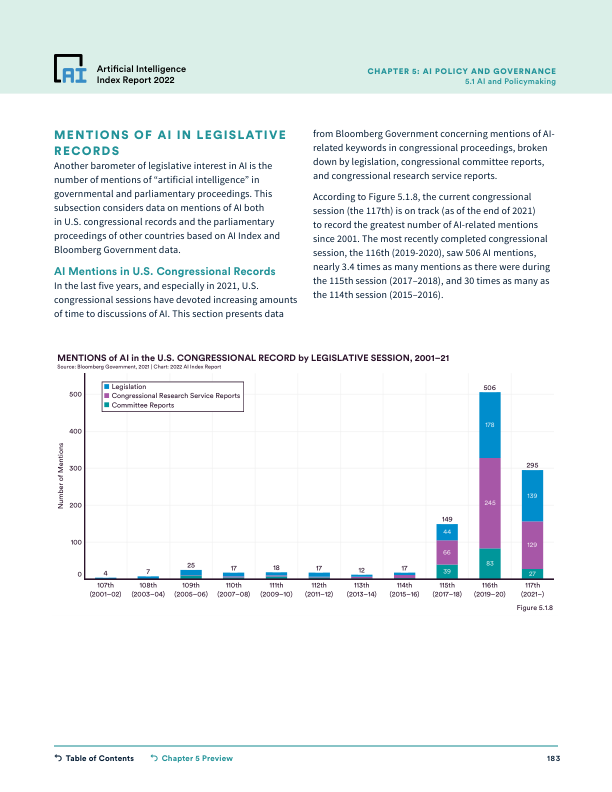 Artificial Intelligence
Index Report 2022
CHAPTER 5: AI POLICY AND GOVERNANCE
5.1 AI and Policymaking
MENTIONS OF AI IN LEGISLATIVE
RECORDS
Another barometer of legislative interest in AI is the
number of mentions of “artificial intelligence” in
governmental and parliamentary proceedings. This
subsection considers data on mentions of AI both
in U.S. congressional records and the parliamentary
proceedings of other countries based on AI Index and
Bloomberg Government data.
AI Mentions in U.S. Congressional Records
In the last five years, and especially in 2021, U.S.
congressional sessions have devoted increasing amounts
of time to discussions of AI. This section presents data
from Bloomberg Government concerning mentions of AI-
related keywords in congressional proceedings, broken
down by legislation, congressional committee reports,
and congressional research service reports.
According to Figure 5.1.8, the current congressional
session (the 117th) is on track (as of the end of 2021)
to record the greatest number of AI-related mentions
since 2001. The most recently completed congressional
session, the 116th (2019-2020), saw 506 AI mentions,
nearly 3.4 times as many mentions as there were during
the 115th session (2017–2018), and 30 times as many as
the 114th session (2015–2016).
MENTIONS of AI in the U.S. CONGRESSIONAL RECORD by LEGISLATIVE SESSION, 2001–21
Source: Bloomberg Government, 2021 | Chart: 2022 AI Index Report
Legislation
Congressional Research Service Reports
Committee Reports
Number of Mentions
500
400
300
200
100
0
4
7
25
17
18
17
12
17
149
44
66
39
506
178
245
83
295
139
129
27
107th
(2001–02)
108th
(2003–04)
109th
(2005–06)
110th
(2007–08)
111th
(2009–10)
112th
(2011–12)
113th
(2013–14)
114th
(2015–16)
115th
(2017–18)
116th
(2019–20)
117th
(2021–)
Figure 5.1.8
Table of Contents
Chapter 5 Preview
183